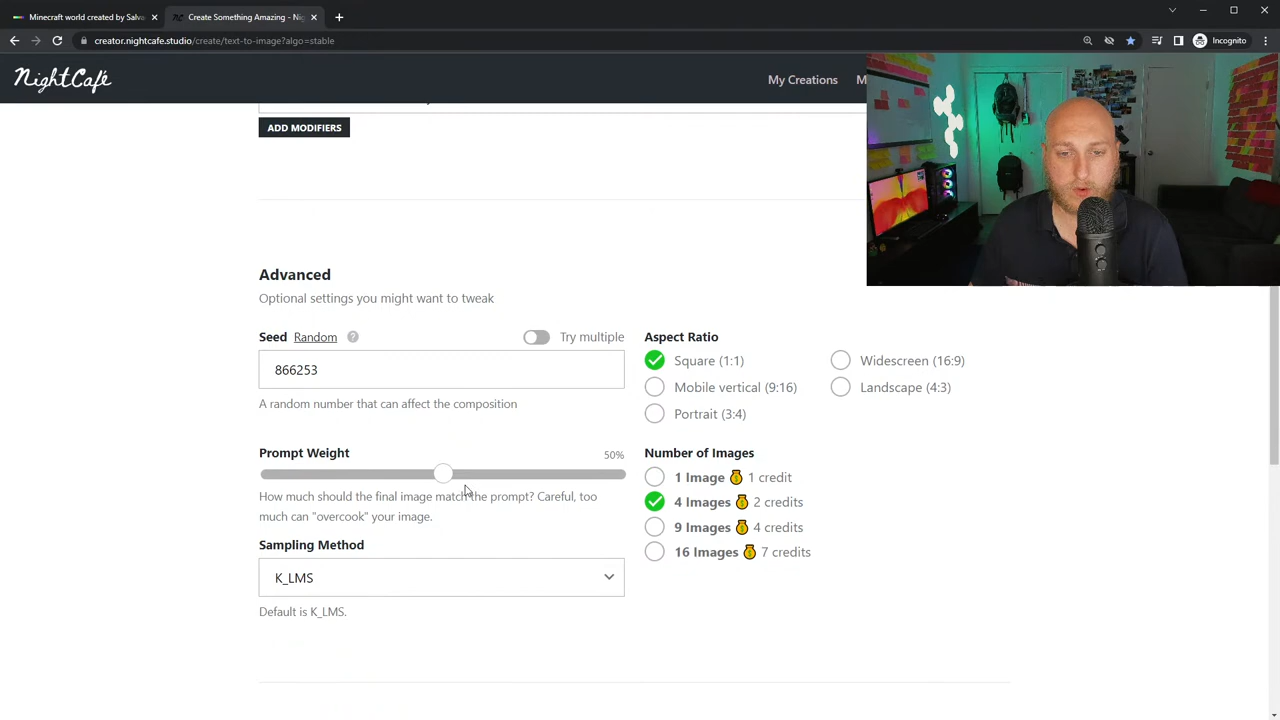 Minecraft world created by Salva
Create Something Amazing - Nig
creator.nightcafe.studio/create/text-to-image?algo=stable
Incognito
NightCafé
My Creations
ADD MODIFIERS
Advanced
Optional settings you might want to tweak
Seed Random ? Try multiple
866253
A random number that can affect the composition
Prompt Weight 50%
How much should the final image match the prompt? Careful, too
much can "overcook" your image.
Sampling Method
K_LMS
Default is K_LMS.
Aspect Ratio
Square (1:1) Widescreen (16:9)
Mobile vertical (9:16) Landscape (4:3)
Portrait (3:4)
Number of Images
1 Image 1 credit
4 Images 2 credits
9 Images 4 credits
16 Images 7 credits